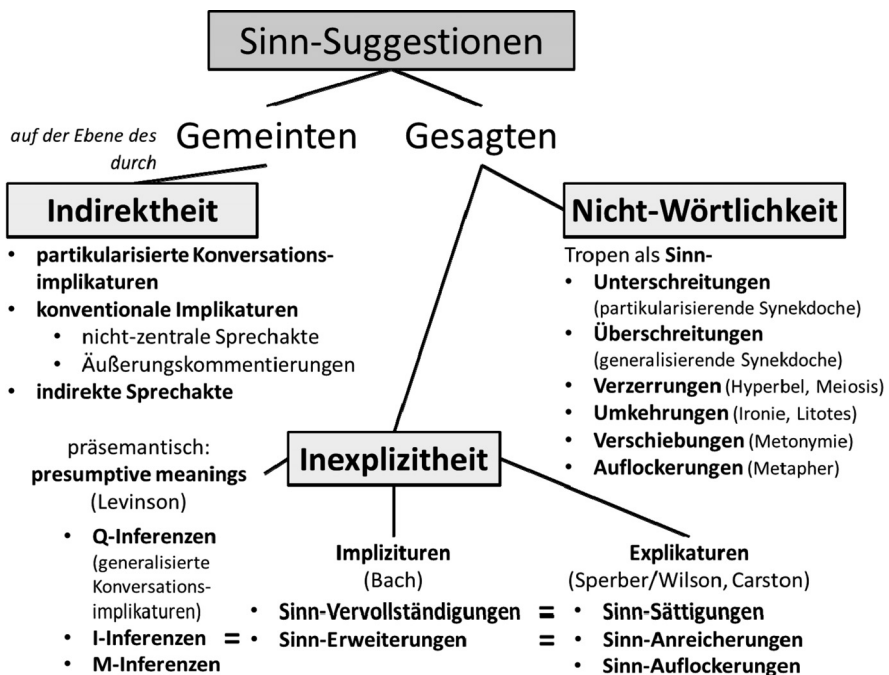 Sinn-Suggestionen
auf der Ebene des
durch
Gemeinten
Gesagten
Indirektheit
• partikularisierte Konversations-
implikaturen
• konventionale Implikaturen
• nicht-zentrale Sprechakte
• Äußerungskommentierungen
• indirekte Sprechakte
Nicht-Wörtlichkeit
Tropen als Sinn-
• Unterschreitungen
(partikularisierende Synekdoche)
• Überschreitungen
(generalisierende Synekdoche)
• Verzerrungen (Hyperbel, Meiosis)
• Umkehrungen (Ironie, Litotes)
• Verschiebungen (Metonymie)
• Auflockerungen (Metapher)
Inexplizitheit
präsemantisch:
presumptive meanings
(Levinson)
• Q-Inferenzen
(generalisierte
Konversations-
implikaturen)
• I-Inferenzen =
• M-Inferenzen
Implizituren
(Bach)
• Sinn-Vervollständigungen =
• Sinn-Erweiterungen =
Explikaturen
(Sperber/Wilson, Carston)
• Sinn-Sättigungen
• Sinn-Anreicherungen
• Sinn-Auflockerungen